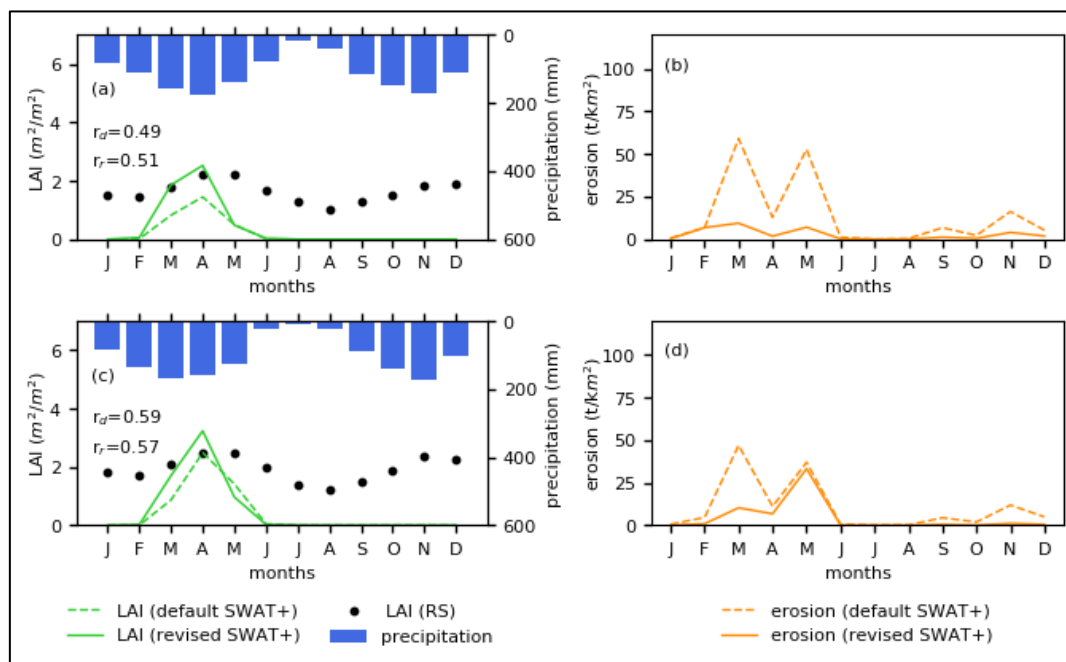 (a)
r_d=0.49
r_r=0.51
LAI (m²/m²)
6
4
2
0
0
200
400
600
precipitation (mm)
J F M A M J J A S O N D
months
(b)
erosion (t/km²)
100
75
50
25
0
J F M A M J J A S O N D
months
(c)
r_d=0.59
r_r=0.57
LAI (m²/m²)
6
4
2
0
0
200
400
600
precipitation (mm)
J F M A M J J A S O N D
months
(d)
erosion (t/km²)
100
75
50
25
0
J F M A M J J A S O N D
months
LAI (default SWAT+)
LAI (revised SWAT+)
LAI (RS)
precipitation
erosion (default SWAT+)
erosion (revised SWAT+)